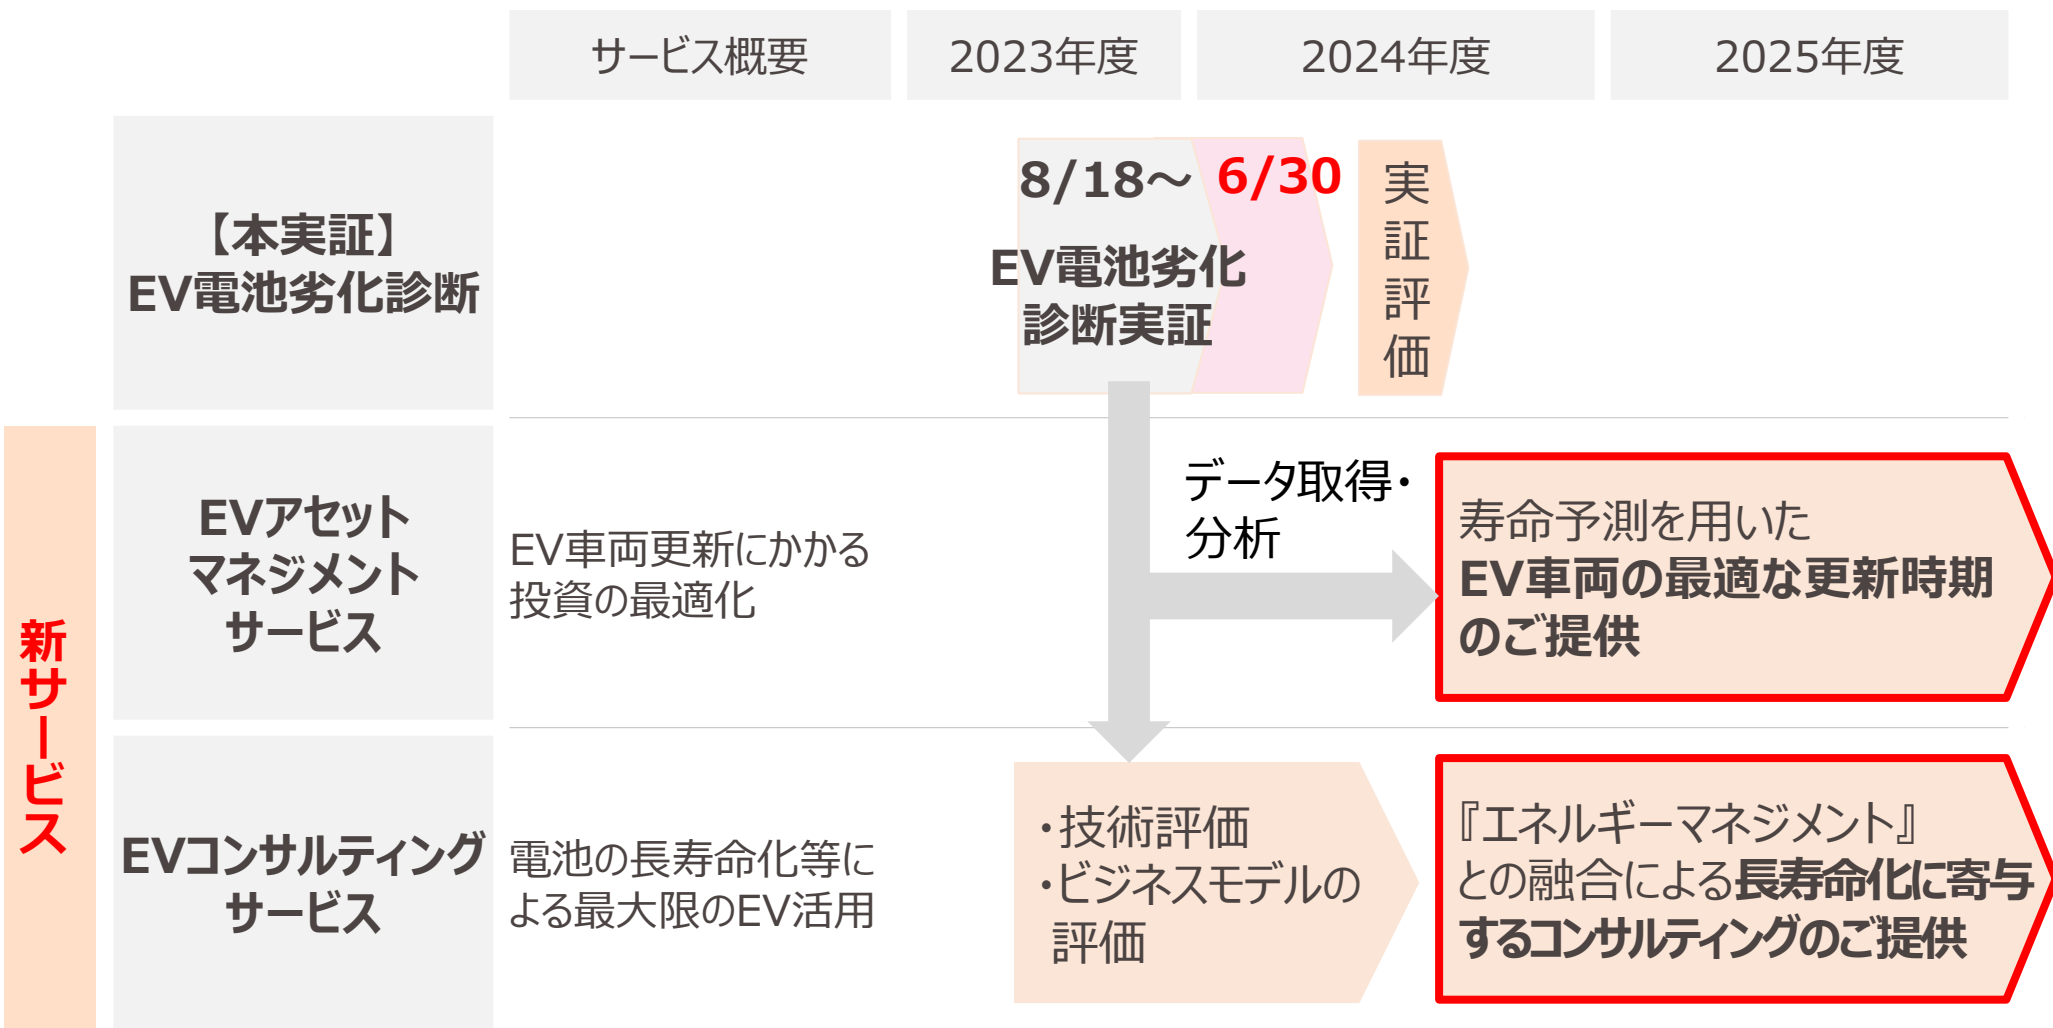 サービス概要
2023年度
2024年度
2025年度
【本実証】
EV電池劣化診断
8/18～
6/30
EV電池劣化
診断実証
実証評価
新サービス
EVアセット
マネジメント
サービス
EV車両更新にかかる
投資の最適化
データ取得・
分析
寿命予測を用いた
EV車両の最適な更新時期
のご提供
EVコンサルティング
サービス
電池の長寿命化等に
よる最大限のEV活用
・技術評価
・ビジネスモデルの
評価
『エネルギーマネジメント』
との融合による長寿命化に寄与
するコンサルティングのご提供